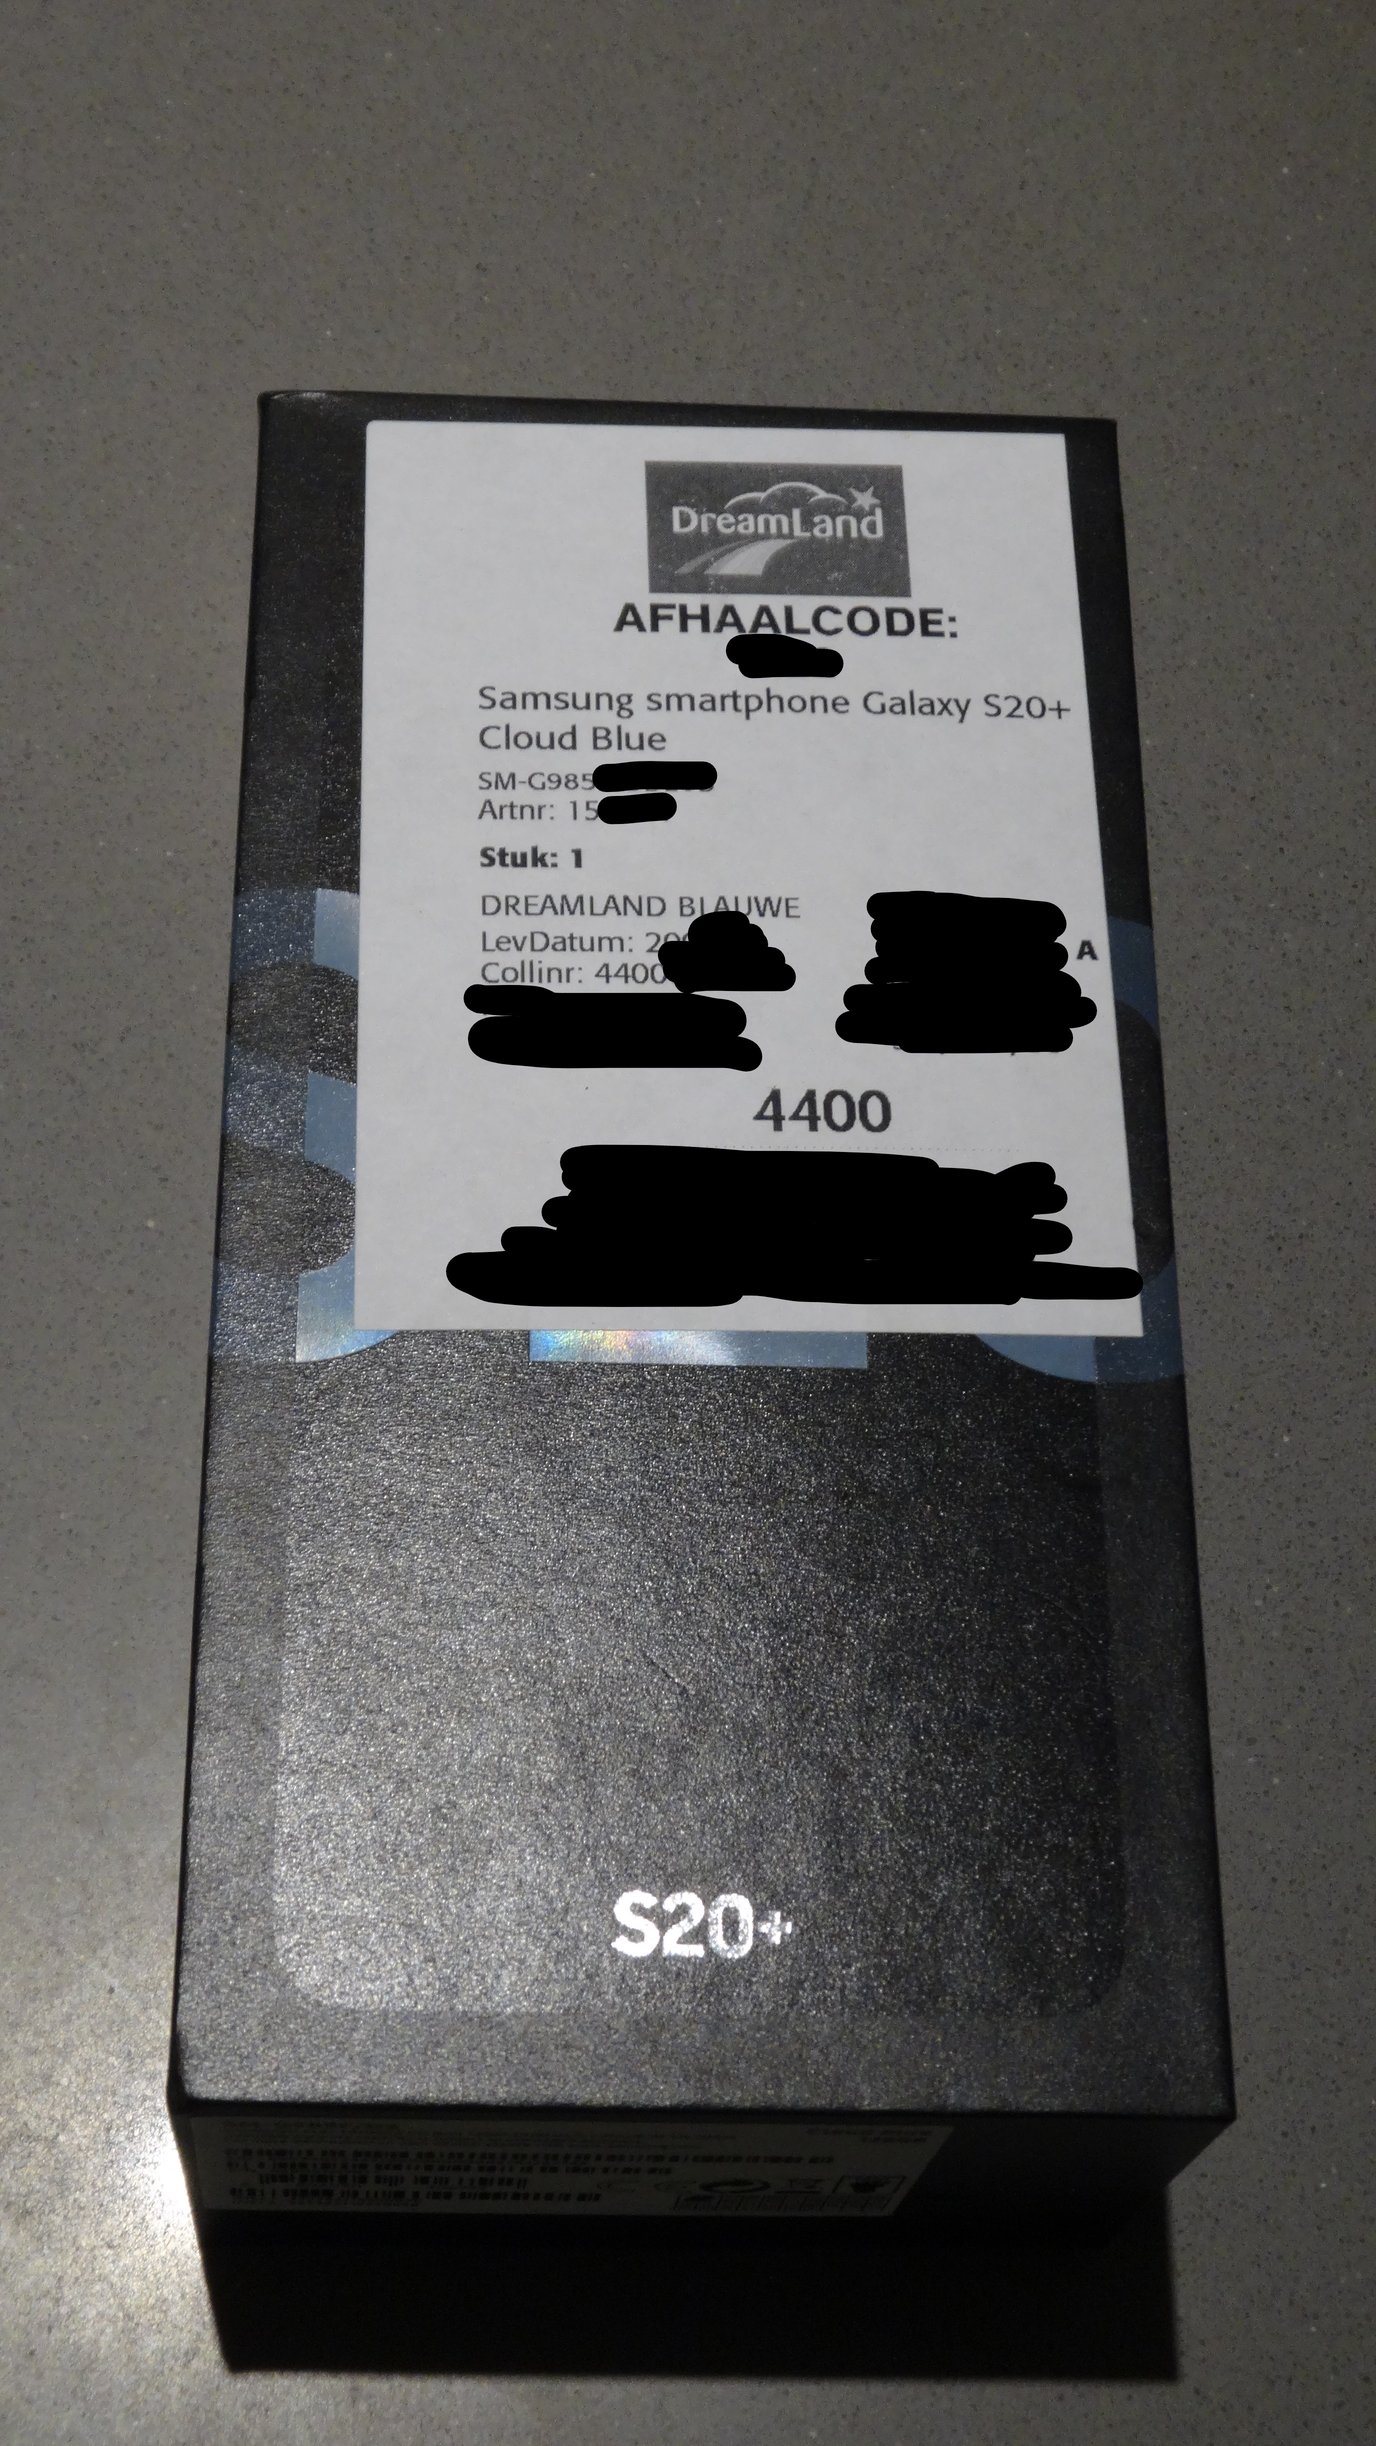 DreamLand
AFHAALCODE:
Samsung smartphone Galaxy S20+
Cloud Blue
SM-G985
Artnr: 15
Stuk: 1
DREAMLAND BLAUWE
LevDatum: 20
A
Collinr: 4400
4400
S20+